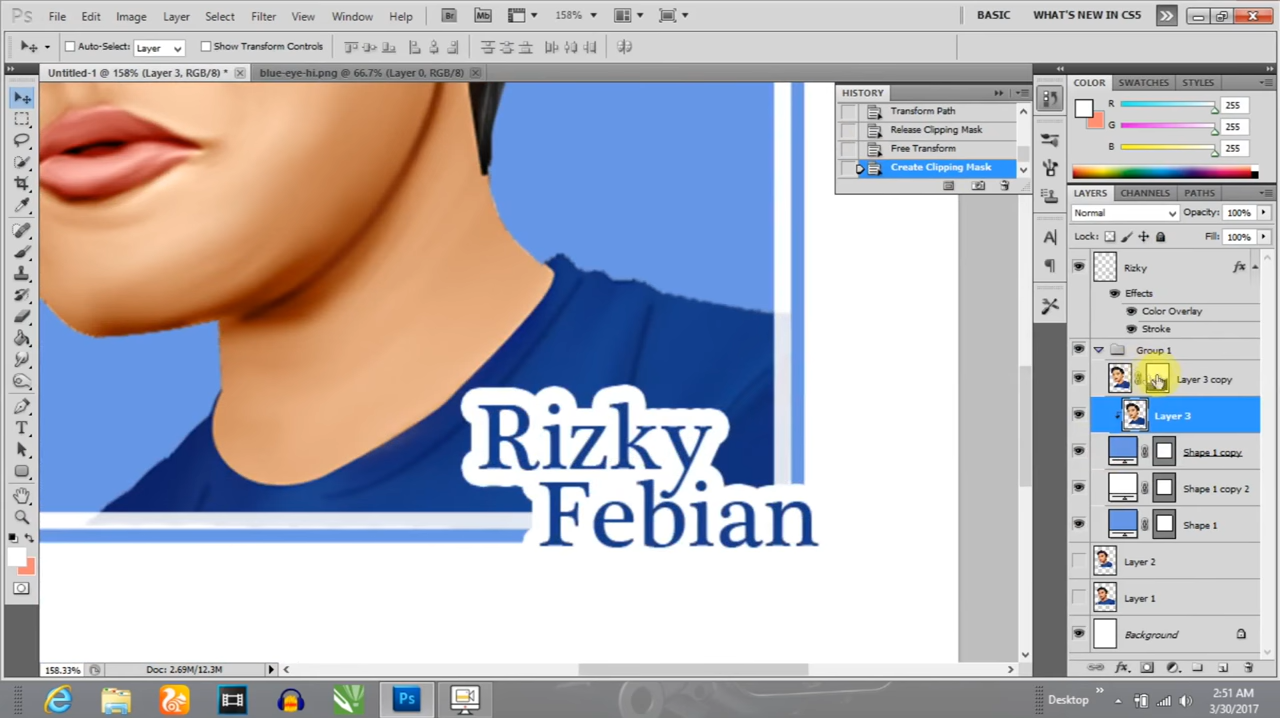 Ps File Edit Image Layer Select Filter View Window Help Br Mb 158% BASIC WHAT'S NEW IN CS5
Auto-Select: Layer Show Transform Controls
Untitled-1 @ 158% (Layer 3, RGB/8) * blue-eye-hi.png @ 66.7% (Layer 0, RGB/8)
HISTORY
Transform Path
Release Clipping Mask
Free Transform
Create Clipping Mask
COLOR SWATCHES STYLES
R 255
G 255
B 255
LAYERS CHANNELS PATHS
Normal Opacity: 100%
Lock: Fill: 100%
Rizky fx
Effects
Color Overlay
Stroke
Group 1
Layer 3 copy
Layer 3
Shape 1 copy
Shape 1 copy 2
Shape 1
Layer 2
Layer 1
Background
Rizky
Febian
158.33% Doc: 2.69M/12.3M
Desktop
2:51 AM
3/30/2017